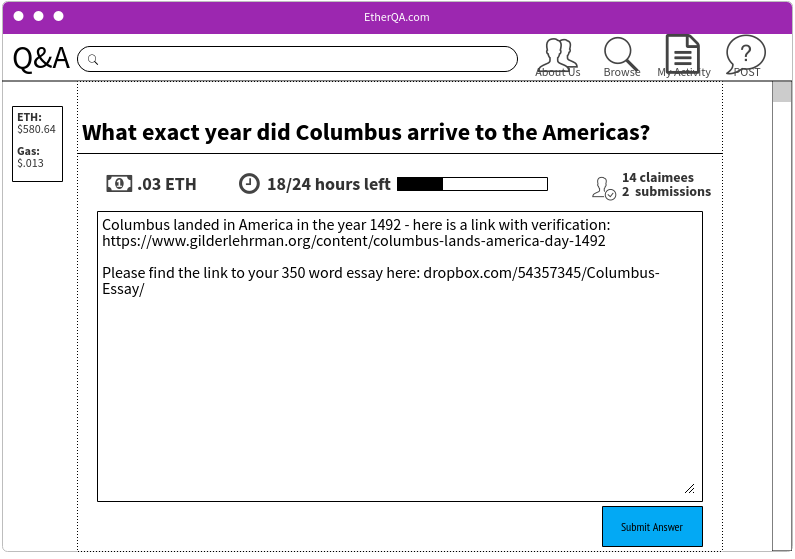 EtherQA.com
Q&A
About Us Browse My Activity POST
?
ETH:
$580.64
Gas:
$.013
What exact year did Columbus arrive to the Americas?
1 .03 ETH 18/24 hours left
14 claimees
2 submissions
Columbus landed in America in the year 1492 - here is a link with verification:
https://www.gilderlehrman.org/content/columbus-lands-america-day-1492
Please find the link to your 350 word essay here: dropbox.com/54357345/Columbus-
Essay/
Submit Answer